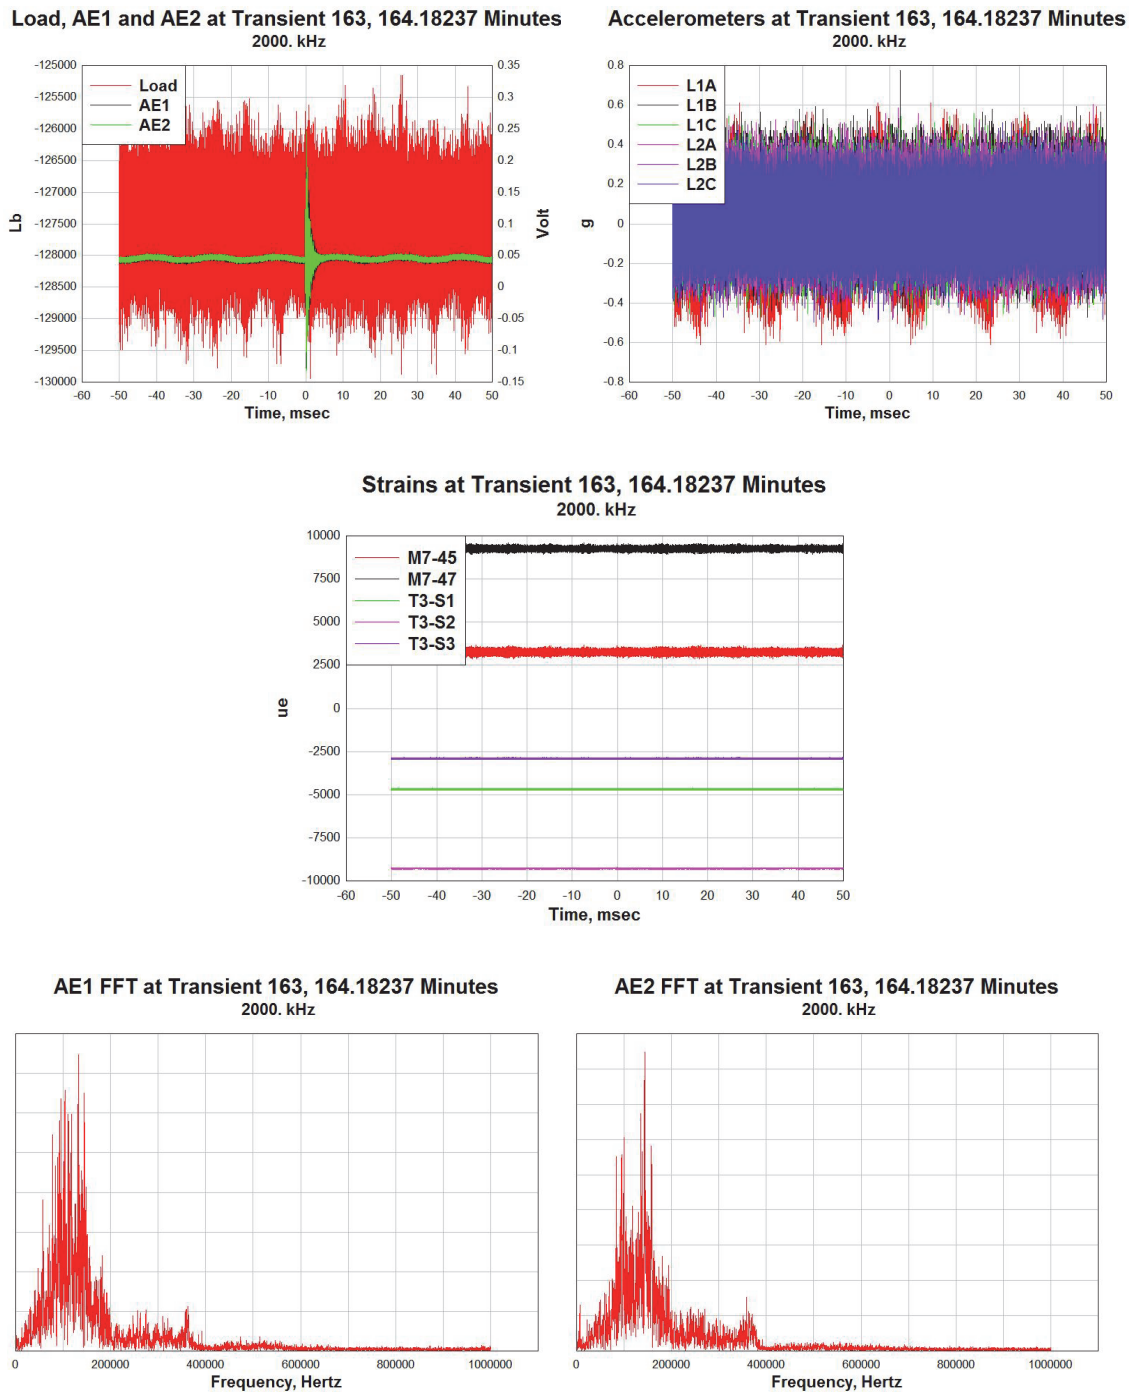 Load, AE1 and AE2 at Transient 163, 164.18237 Minutes
2000. kHz
Load
AE1
AE2
-125000
-125500
-126000
-126500
-127000
-127500
-128000
-128500
-129000
-129500
-130000
Lb
0.35
0.3
0.25
0.2
0.15
0.1
0.05
0
-0.05
-0.1
-0.15
Volt
-60 -50 -40 -30 -20 -10 0 10 20 30 40 50
Time, msec
Accelerometers at Transient 163, 164.18237 Minutes
2000. kHz
L1A
L1B
L1C
L2A
L2B
L2C
0.8
0.6
0.4
0.2
0
-0.2
-0.4
-0.6
-0.8
g
-60 -50 -40 -30 -20 -10 0 10 20 30 40 50
Time, msec
Strains at Transient 163, 164.18237 Minutes
2000. kHz
M7-45
M7-47
T3-S1
T3-S2
T3-S3
10000
7500
5000
2500
0
-2500
-5000
-7500
-10000
ue
-60 -50 -40 -30 -20 -10 0 10 20 30 40 50
Time, msec
AE1 FFT at Transient 163, 164.18237 Minutes
2000. kHz
0 200000 400000 600000 800000 1000000
Frequency, Hertz
AE2 FFT at Transient 163, 164.18237 Minutes
2000. kHz
0 200000 400000 600000 800000 1000000
Frequency, Hertz